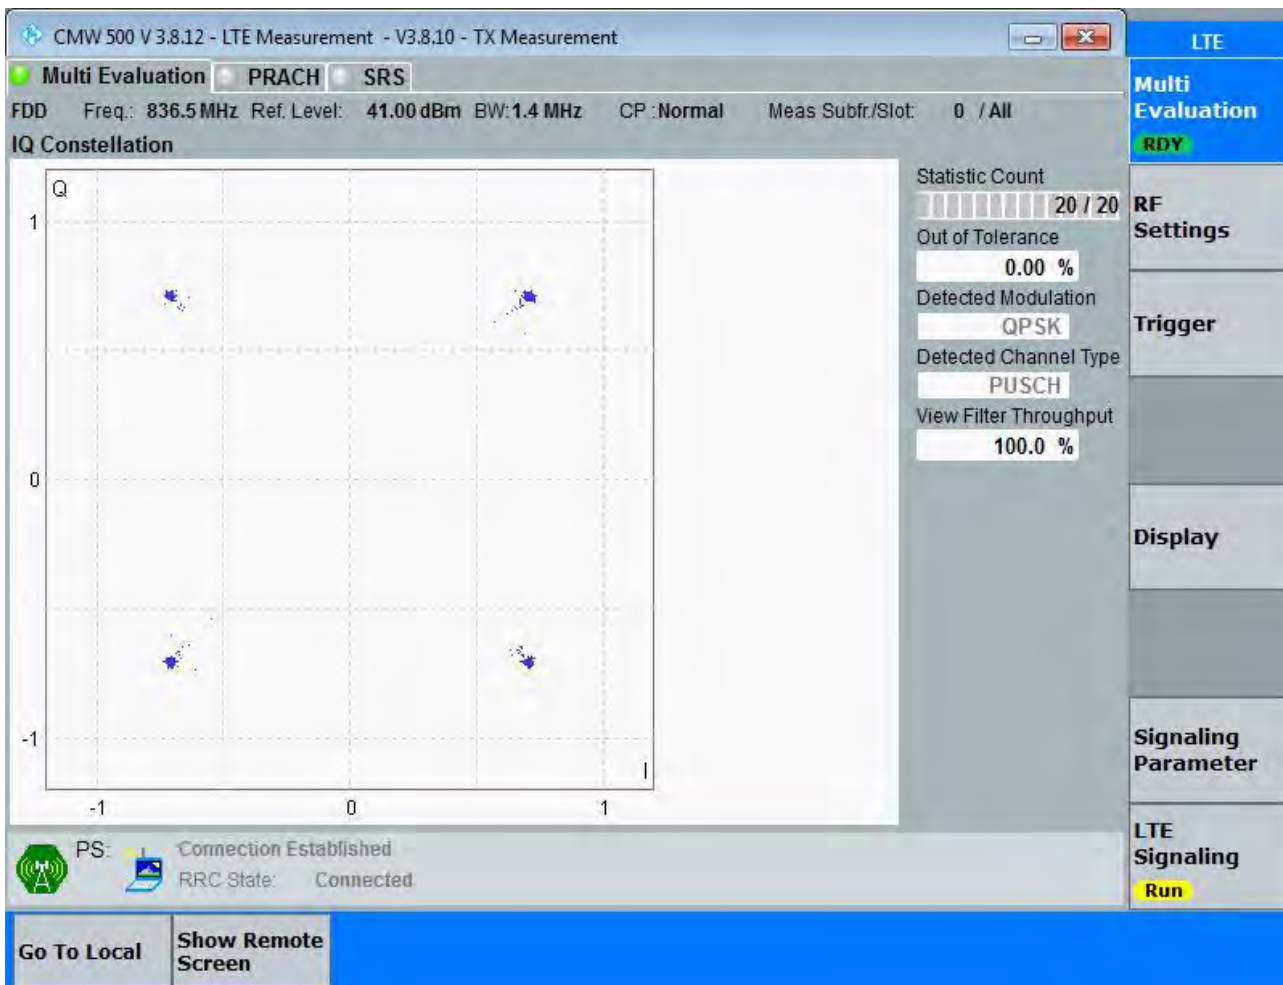 CMW 500 V 3.8.12 - LTE Measurement - V3.8.10 - TX Measurement
LTE
Multi Evaluation PRACH SRS
FDD Freq.: 836.5 MHz Ref. Level: 41.00 dBm BW: 1.4 MHz CP : Normal Meas Subfr./Slot: 0 / All
IQ Constellation
Q
1
0
-1
I
-1 0 1
Statistic Count
20 / 20
Out of Tolerance
0.00 %
Detected Modulation
QPSK
Detected Channel Type
PUSCH
View Filter Throughput
100.0 %
Multi
Evaluation
RDY
RF
Settings
Trigger
Display
Signaling
Parameter
LTE
Signaling
Run
PS: Connection Established
RRC State: Connected
Go To Local
Show Remote
Screen